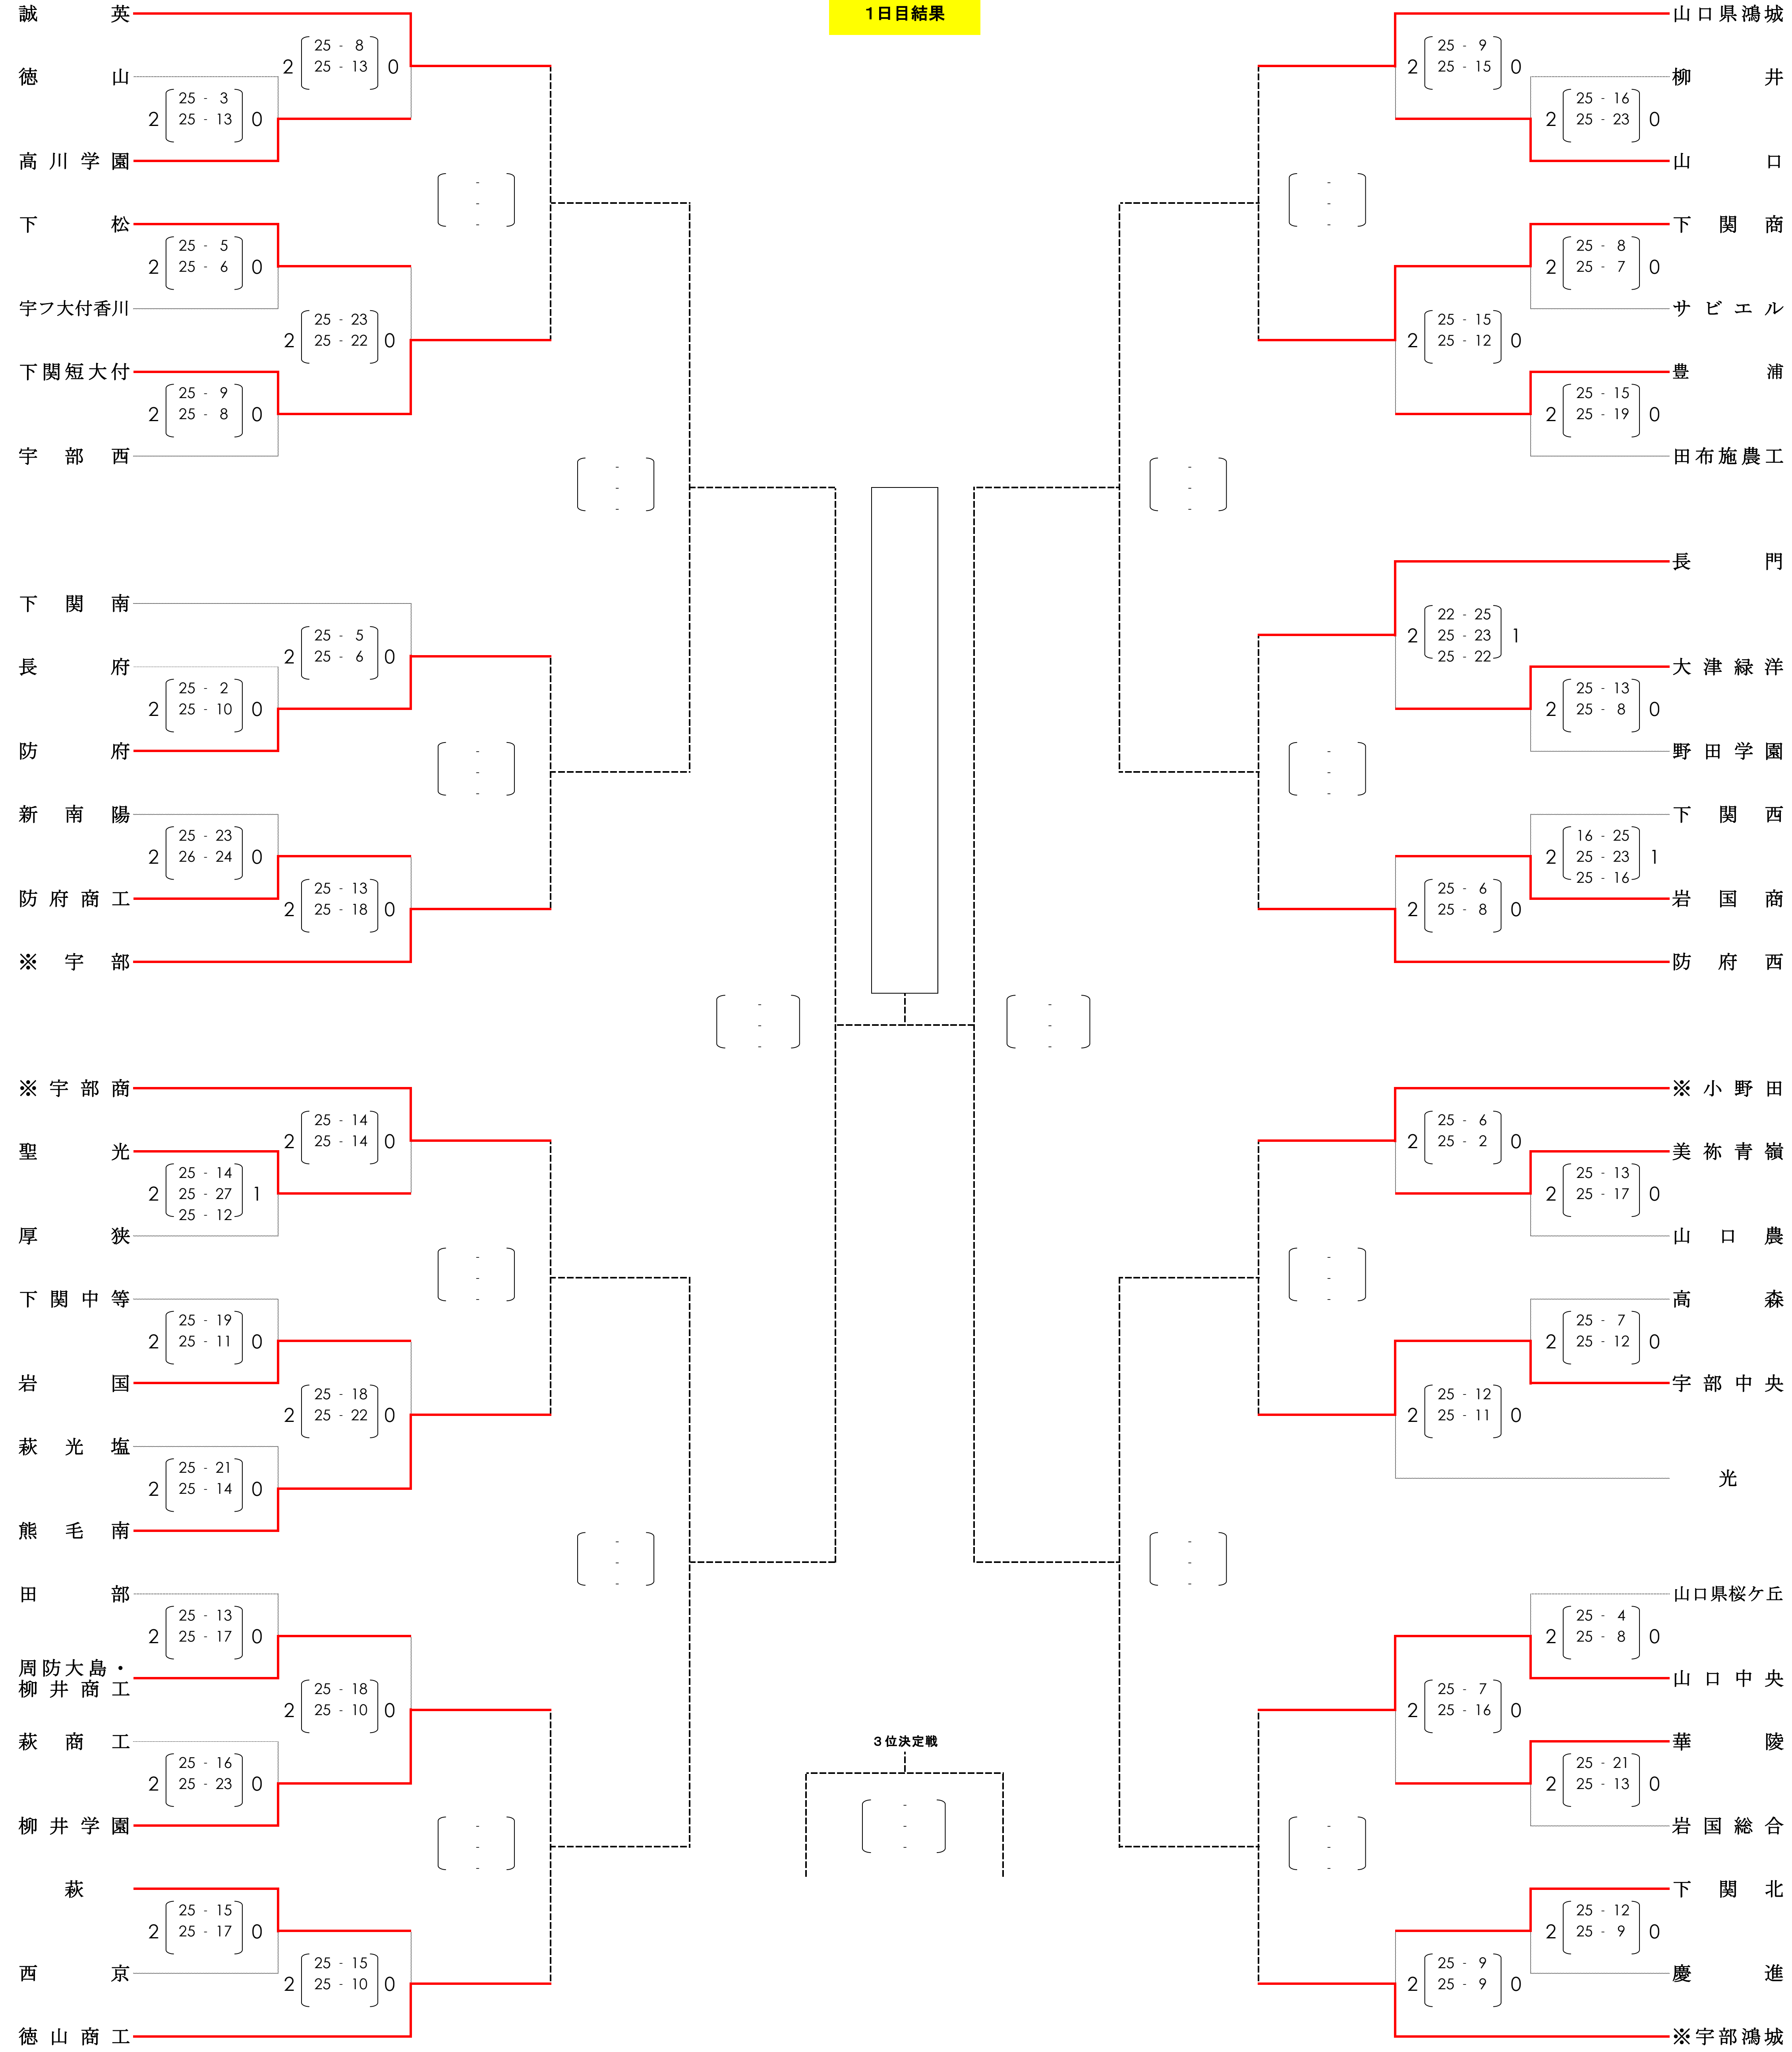 1日目結果
誠英
2 25 - 8 0
25 - 13
徳山
2 25 - 3 0
25 - 13
高川学園
下松
2 25 - 5 0
25 - 6
宇フ大付香川
2 25 - 23 0
25 - 22
下関短大付
2 25 - 9 0
25 - 8
宇部西
下関南
2 25 - 5 0
25 - 6
長府
2 25 - 2 0
25 - 10
防府
新南陽
2 25 - 23 0
26 - 24
防府商工
2 25 - 13 0
25 - 18
※宇部
※宇部商
2 25 - 14 0
25 - 14
聖光
2 25 - 14 1
25 - 27
25 - 12
厚狭
下関中等
2 25 - 19 0
25 - 11
岩国
2 25 - 18 0
25 - 22
萩光塩
2 25 - 21 0
25 - 14
熊毛南
田部
2 25 - 13 0
25 - 17
周防大島・
柳井商工
2 25 - 18 0
25 - 10
萩商工
2 25 - 16 0
25 - 23
柳井学園
萩
2 25 - 15 0
25 - 17
西京
2 25 - 15 0
25 - 10
徳山商工
3位決定戦
山口県鴻城
2 25 - 9 0
25 - 15
柳井
2 25 - 16 0
25 - 23
山口
下関商
2 25 - 8 0
25 - 7
サビエル
2 25 - 15 0
25 - 12
豊浦
2 25 - 15 0
25 - 19
田布施農工
長門
2 22 - 25 1
25 - 23
25 - 22
大津緑洋
2 25 - 13 0
25 - 8
野田学園
下関西
2 16 - 25 1
25 - 23
25 - 16
岩国商
2 25 - 6 0
25 - 8
防府西
※小野田
2 25 - 6 0
25 - 2
美祢青嶺
2 25 - 13 0
25 - 17
山口農
高森
2 25 - 7 0
25 - 12
宇部中央
2 25 - 12 0
25 - 11
光
山口県桜ケ丘
2 25 - 4 0
25 - 8
山口中央
2 25 - 7 0
25 - 16
華陵
2 25 - 21 0
25 - 13
岩国総合
下関北
2 25 - 12 0
25 - 9
慶進
2 25 - 9 0
25 - 9
※宇部鴻城